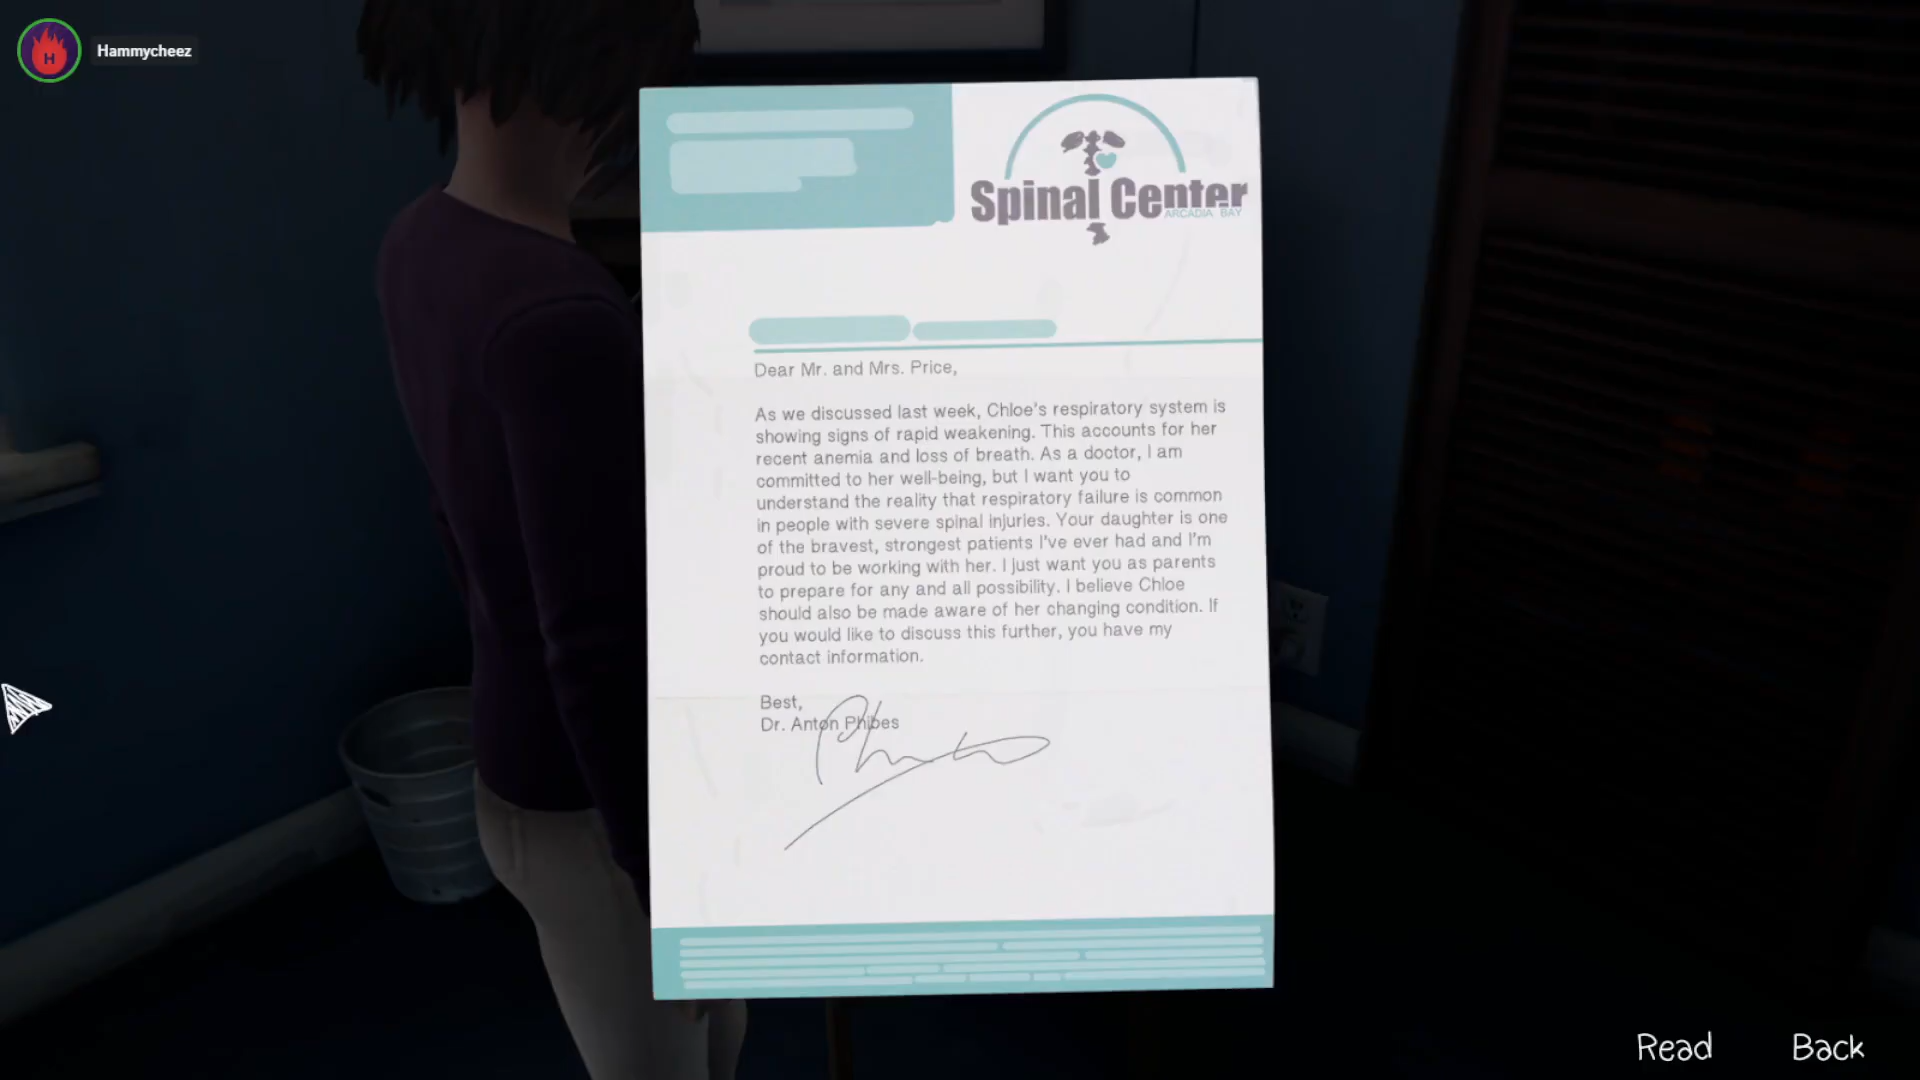 H
Hammycheez
Spinal Center
ARCADIA BAY
Dear Mr. and Mrs. Price,
As we discussed last week, Chloe's respiratory system is
showing signs of rapid weakening. This accounts for her
recent anemia and loss of breath. As a doctor, I am
committed to her well-being, but I want you to
understand the reality that respiratory failure is common
in people with severe spinal injuries. Your daughter is one
of the bravest, strongest patients I've ever had and I'm
proud to be working with her. I just want you as parents
to prepare for any and all possibility. I believe Chloe
should also be made aware of her changing condition. If
you would like to discuss this further, you have my
contact information.
Best,
Dr. Anton Phibes
Read Back